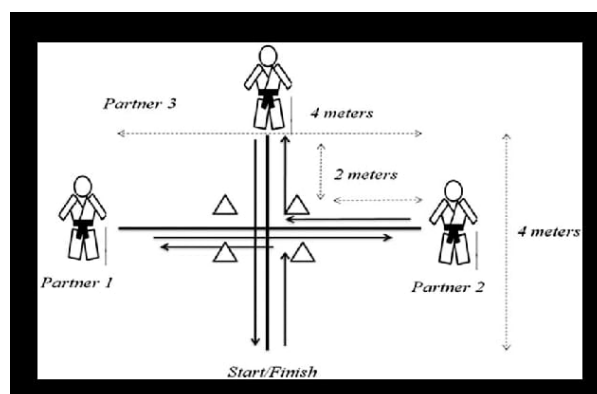 Partner 3
4 meters
2 meters
Partner 1
Partner 2
4 meters
Start/Finish